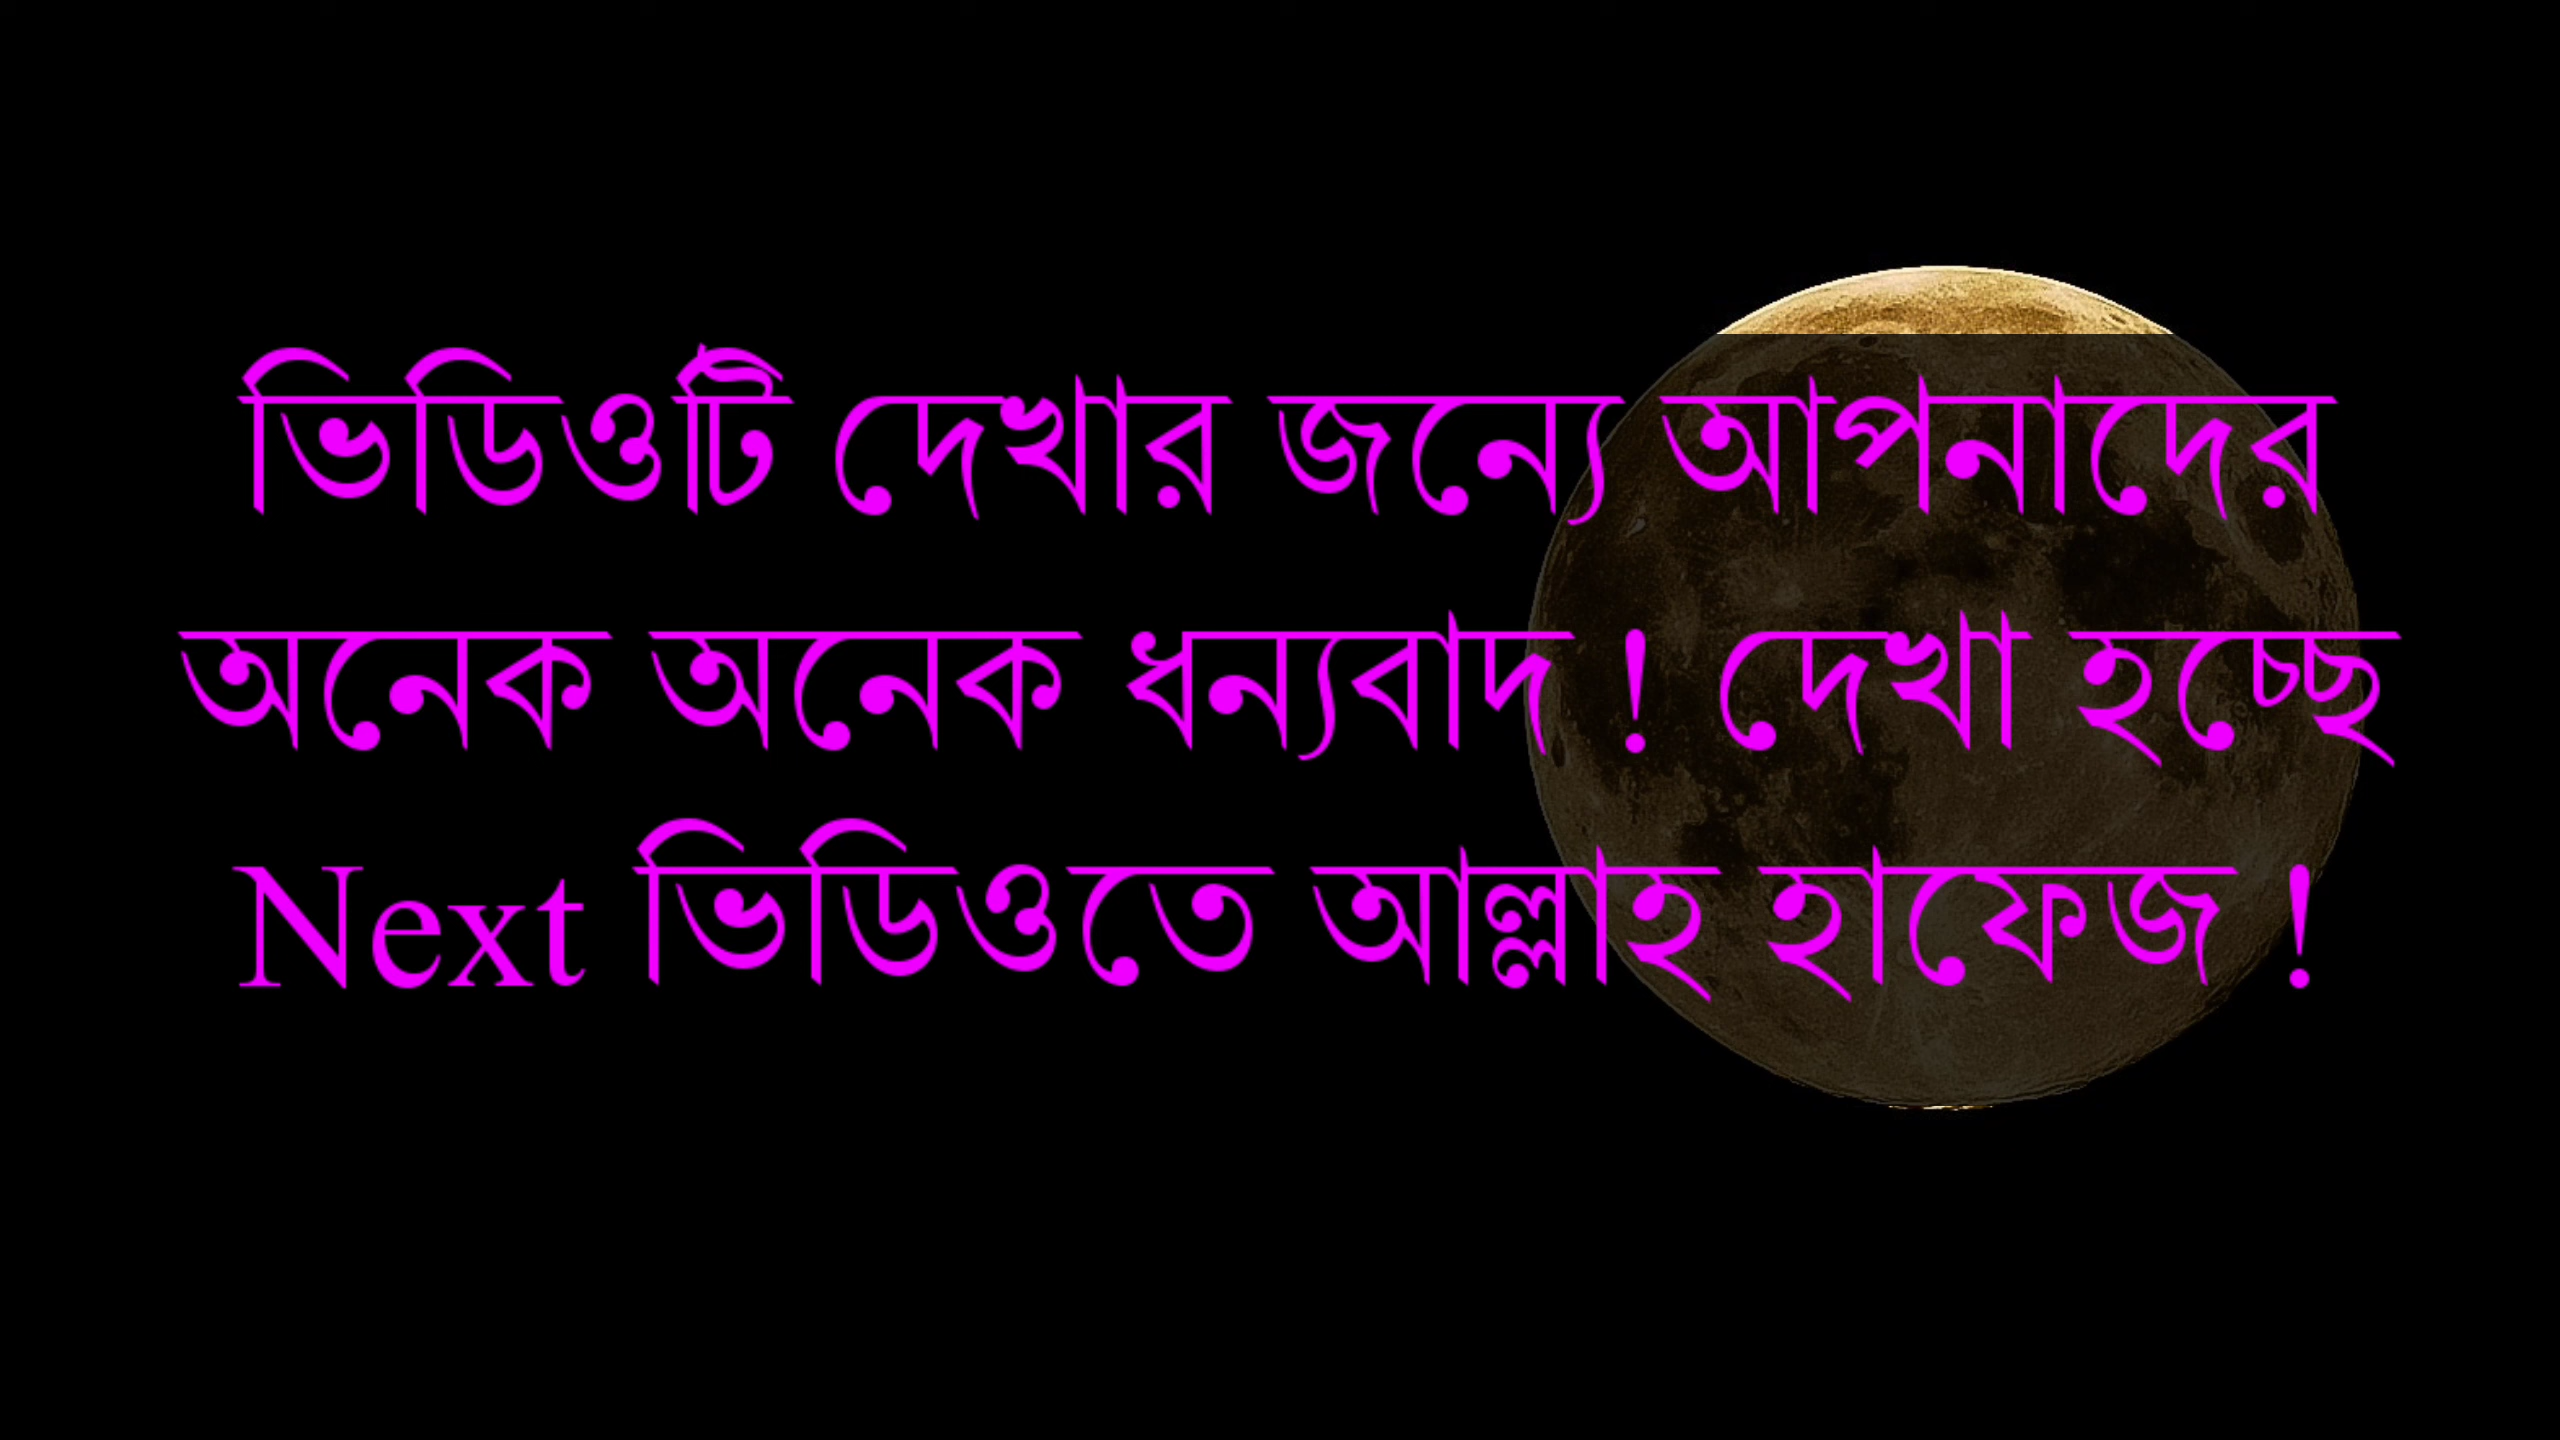 ভিডিওটি দেখার জন্যে আপনাদের
অনেক অনেক ধন্যবাদ ! দেখা হচ্ছে
Next ভিডিওতে আল্লাহ হাফেজ !